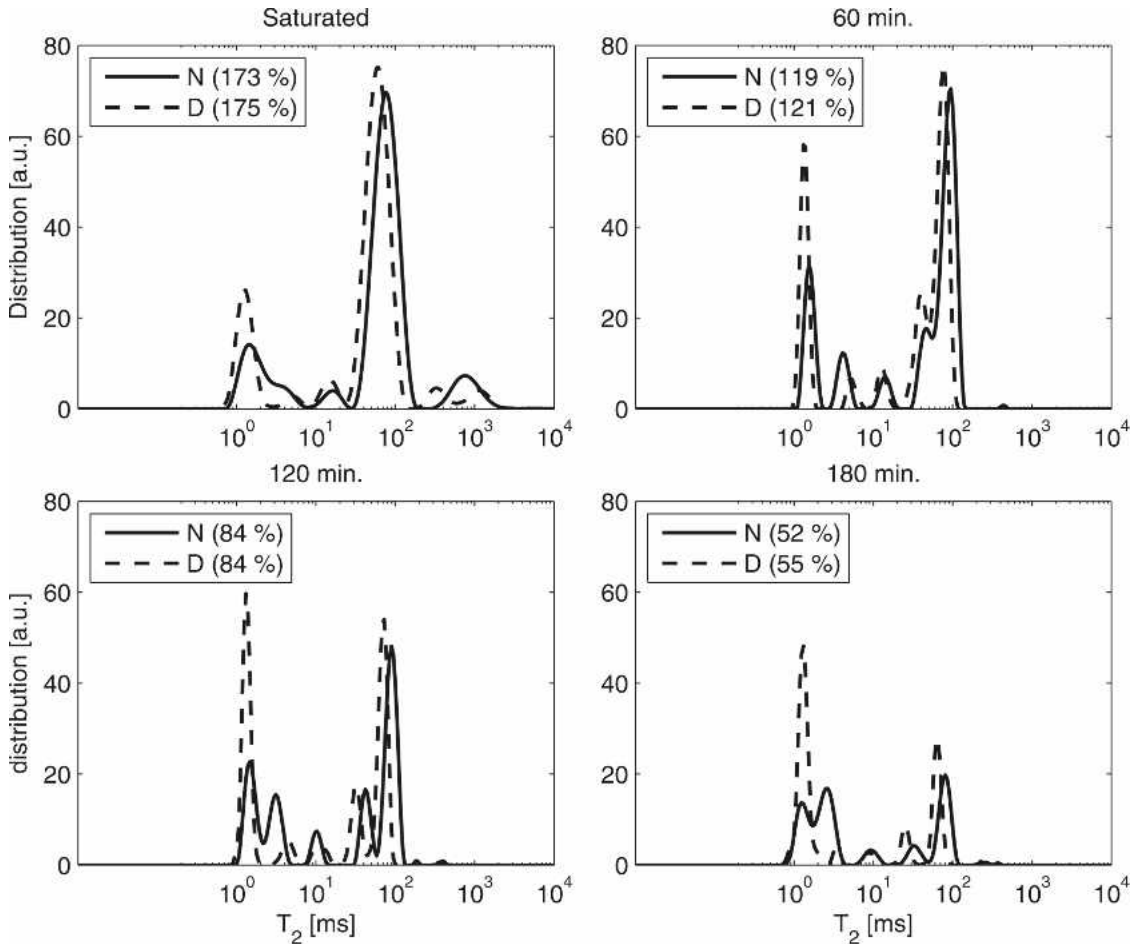 Saturated
80
60
40
20
0
Distribution [a.u.]
N (173 %)
D (175 %)
10^0
10^1
10^2
10^3
10^4
60 min.
80
60
40
20
0
N (119 %)
D (121 %)
10^0
10^1
10^2
10^3
10^4
120 min.
80
60
40
20
0
distribution [a.u.]
N (84 %)
D (84 %)
10^0
10^1
10^2
10^3
10^4
T_2 [ms]
180 min.
80
60
40
20
0
N (52 %)
D (55 %)
10^0
10^1
10^2
10^3
10^4
T_2 [ms]